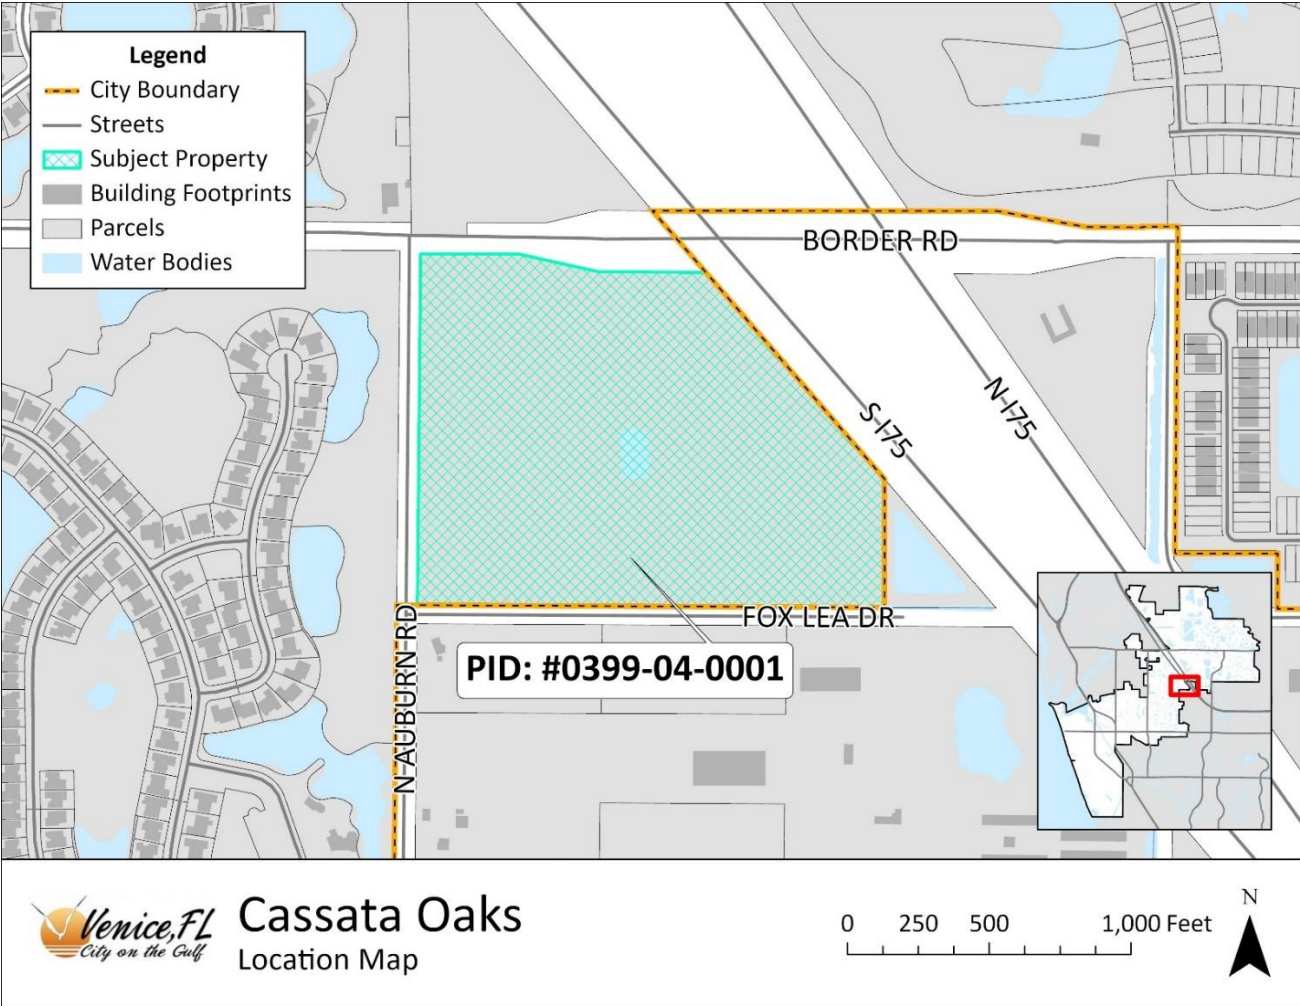 Legend
City Boundary
Streets
Subject Property
Building Footprints
Parcels
Water Bodies
BORDER RD
N I75
S I75
FOX LEA DR
N AUBURN RD
PID: #0399-04-0001
Venice, FL
City on the Gulf
Cassata Oaks
Location Map
0 250 500 1,000 Feet
N